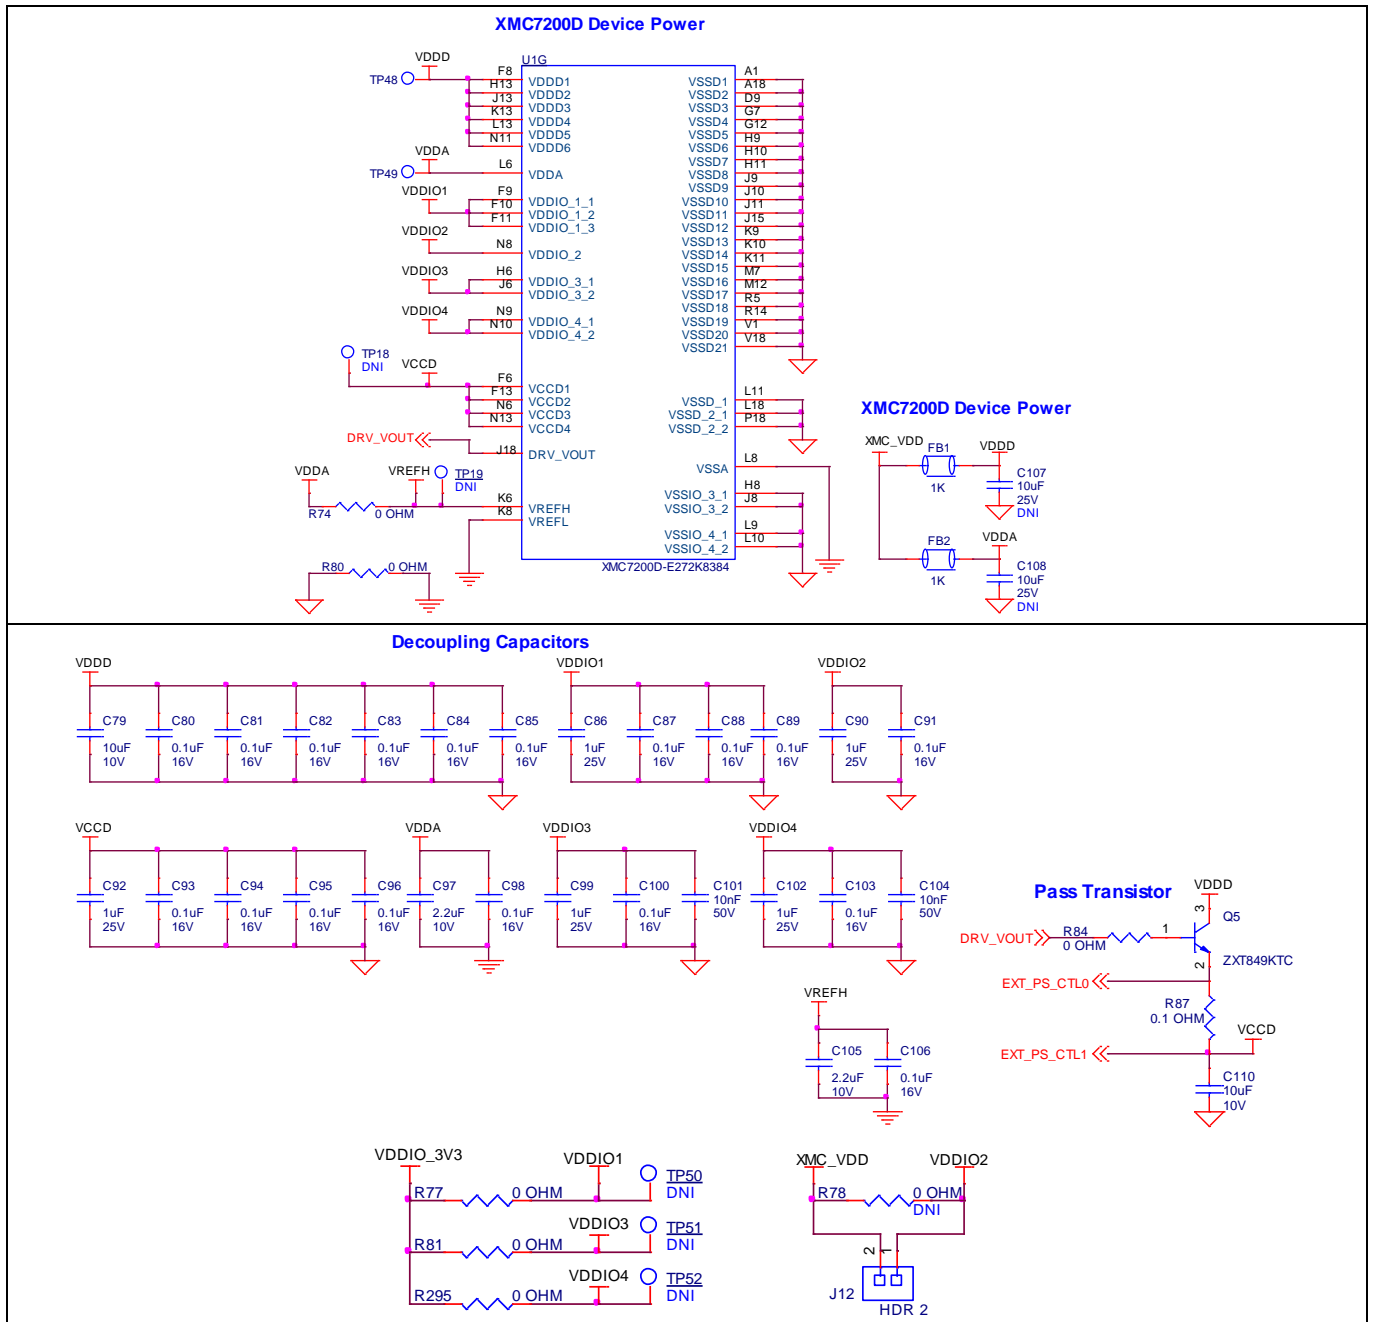 XMC7200D Device Power
U1G
VDDD
TP48
F8 VDDD1
H13 VDDD2
J13 VDDD3
K13 VDDD4
L13 VDDD5
N11 VDDD6
VDDA
TP49
L6 VDDA
VDDIO1
F9 VDDIO_1_1
F10 VDDIO_1_2
F11 VDDIO_1_3
VDDIO2
N8 VDDIO_2
VDDIO3
H6 VDDIO_3_1
J6 VDDIO_3_2
VDDIO4
N9 VDDIO_4_1
N10 VDDIO_4_2
TP18
DNI
VCCD
F6 VCCD1
F13 VCCD2
N6 VCCD3
N13 VCCD4
DRV_VOUT
J18 DRV_VOUT
VDDA
VREFH
TP19
DNI
R74 0 OHM
K6 VREFH
K8 VREFL
R80 0 OHM
VSSD1 A1
VSSD2 A18
VSSD3 D9
VSSD4 G7
VSSD5 G12
VSSD6 H9
VSSD7 H10
VSSD8 H11
VSSD9 J9
VSSD10 J10
VSSD11 J11
VSSD12 J15
VSSD13 K9
VSSD14 K10
VSSD15 K11
VSSD16 M7
VSSD17 M12
VSSD18 R5
VSSD19 R14
VSSD20 V1
VSSD21 V18
VSSD_1 L11
VSSD_2_1 L18
VSSD_2_2 P18
VSSA L8
VSSIO_3_1 H8
VSSIO_3_2 J8
VSSIO_4_1 L9
VSSIO_4_2 L10
XMC7200D-E272K8384
XMC7200D Device Power
XMC_VDD
FB1
1K
VDDD
C107
10uF
25V
DNI
FB2
1K
VDDA
C108
10uF
25V
DNI
Decoupling Capacitors
VDDD
C79
10uF
10V
C80
0.1uF
16V
C81
0.1uF
16V
C82
0.1uF
16V
C83
0.1uF
16V
C84
0.1uF
16V
C85
0.1uF
16V
VDDIO1
C86
1uF
25V
C87
0.1uF
16V
C88
0.1uF
16V
C89
0.1uF
16V
VDDIO2
C90
1uF
25V
C91
0.1uF
16V
VCCD
C92
1uF
25V
C93
0.1uF
16V
C94
0.1uF
16V
C95
0.1uF
16V
C96
0.1uF
16V
VDDA
C97
2.2uF
10V
C98
0.1uF
16V
VDDIO3
C99
1uF
25V
C100
0.1uF
16V
C101
10nF
50V
VDDIO4
C102
1uF
25V
C103
0.1uF
16V
C104
10nF
50V
VREFH
C105
2.2uF
10V
C106
0.1uF
16V
Pass Transistor
VDDD
3
Q5
DRV_VOUT
R84
0 OHM
1
2
ZXT849KTC
EXT_PS_CTL0
R87
0.1 OHM
VCCD
EXT_PS_CTL1
C110
10uF
10V
VDDIO_3V3
VDDIO1
TP50
DNI
R77 0 OHM
VDDIO3
TP51
DNI
R81 0 OHM
VDDIO4
TP52
DNI
R295 0 OHM
XMC_VDD
VDDIO2
R78 0 OHM
DNI
2
1
J12
HDR 2